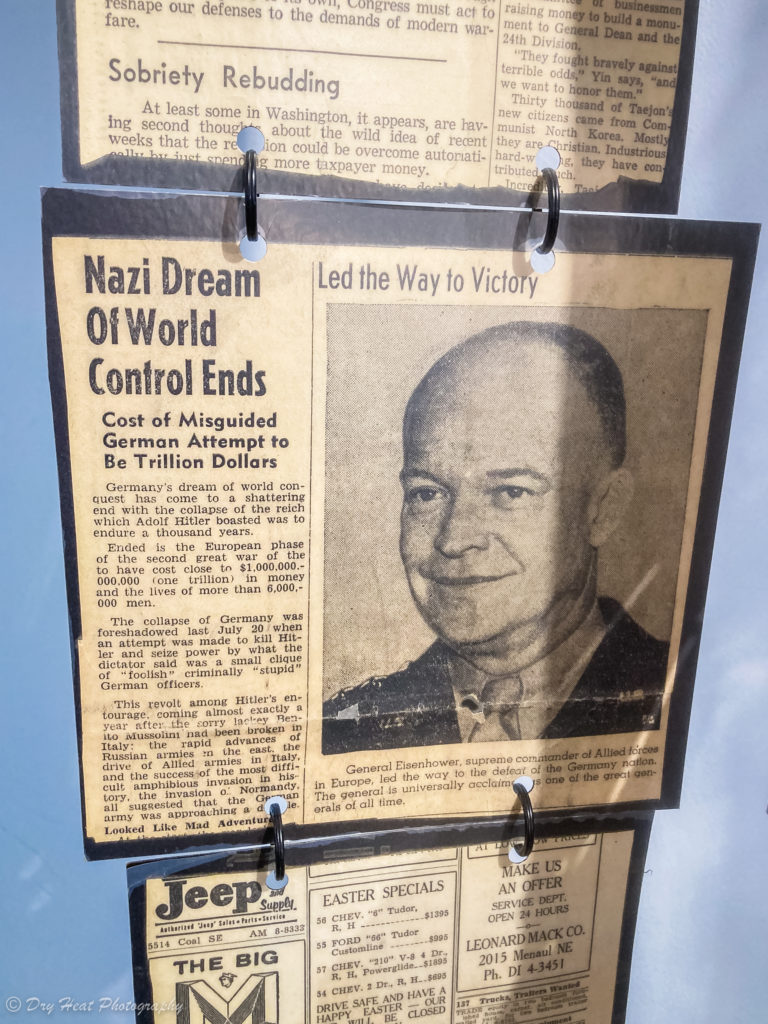 reshape our defenses to the demands of modern war-
fare.
Sobriety Rebudding
At least some in Washington, it appears, are hav-
ing second about the wild idea of recent
weeks that the could be overcome
by just more taxpayer money.
of businessmen
raising money to build a monu-
ment to General Dean and the
24th Division.
"They fought bravely against
terrible odds," Yin says, "and
we want to honor them."
Thirty thousand of Taejon's
new citizens came from Com-
munist North Korea. Mostly
they are Christian. Industrious
they have con-
tributed
Nazi Dream
Of World
Control Ends
Cost of Misguided
German Attempt to
Be Trillion Dollars
Germany's dream of world con-
quest has come to a shattering
end with the collapse of the reich
which Adolf Hitler boasted was to
endure a thousand years.
Ended is the European phase
of the second great war of the
to have cost close to $1,000,000.-
000,000 (one trillion) in money
and the lives of more than 6,000,-
000 men.
The collapse of Germany was
foreshadowed last July 20 when
an attempt was made to kill Hit-
ler and seize power by what the
dictator said was a small clique
of "foolish" criminally "stupid"
German officers.
This revolt among Hitler's en-
tourage, coming almost exactly a
year after the sorry lackey Ben-
ito Mussolini had been broken in
Italy; the rapid advances of
Russian armies in the east, the
drive of Allied armies in Italy,
and the success of the most diffi-
cult amphibious invasion in his-
tory, the invasion of Normandy,
all suggested that the German
army was approaching a
Looked Like Mad
Led the Way to Victory
General Eisenhower, supreme commander of Allied forces
in Europe, led the way to the defeat of the Germany nation.
The general is universally one of the great gen-
erals of all time.
Jeep and
Supply
Authorized 'Jeep' Sales • Parts • Service
5514 Coal SE AM 8-8333
THE BIG
M
EASTER SPECIALS
56 CHEV. "6" Tudor,
R, H $1395
55 FORD "66" Tudor
Customline $995
57 CHEV. "210" V-8 4 Dr.,
R, H, Powerglide $1895
54 CHEV. 2 Dr., R, H $695
DRIVE SAFE AND HAVE A
HAPPY EASTER — OUR
WILL BE CLOSED
AT
MAKE US
AN OFFER
SERVICE DEPT.
OPEN 24 HOURS
LEONARD MACK CO.
2015 Menaul NE
Ph. DI 4-3451
137 Trucks, Trailers Wanted
© Dry Heat Photography